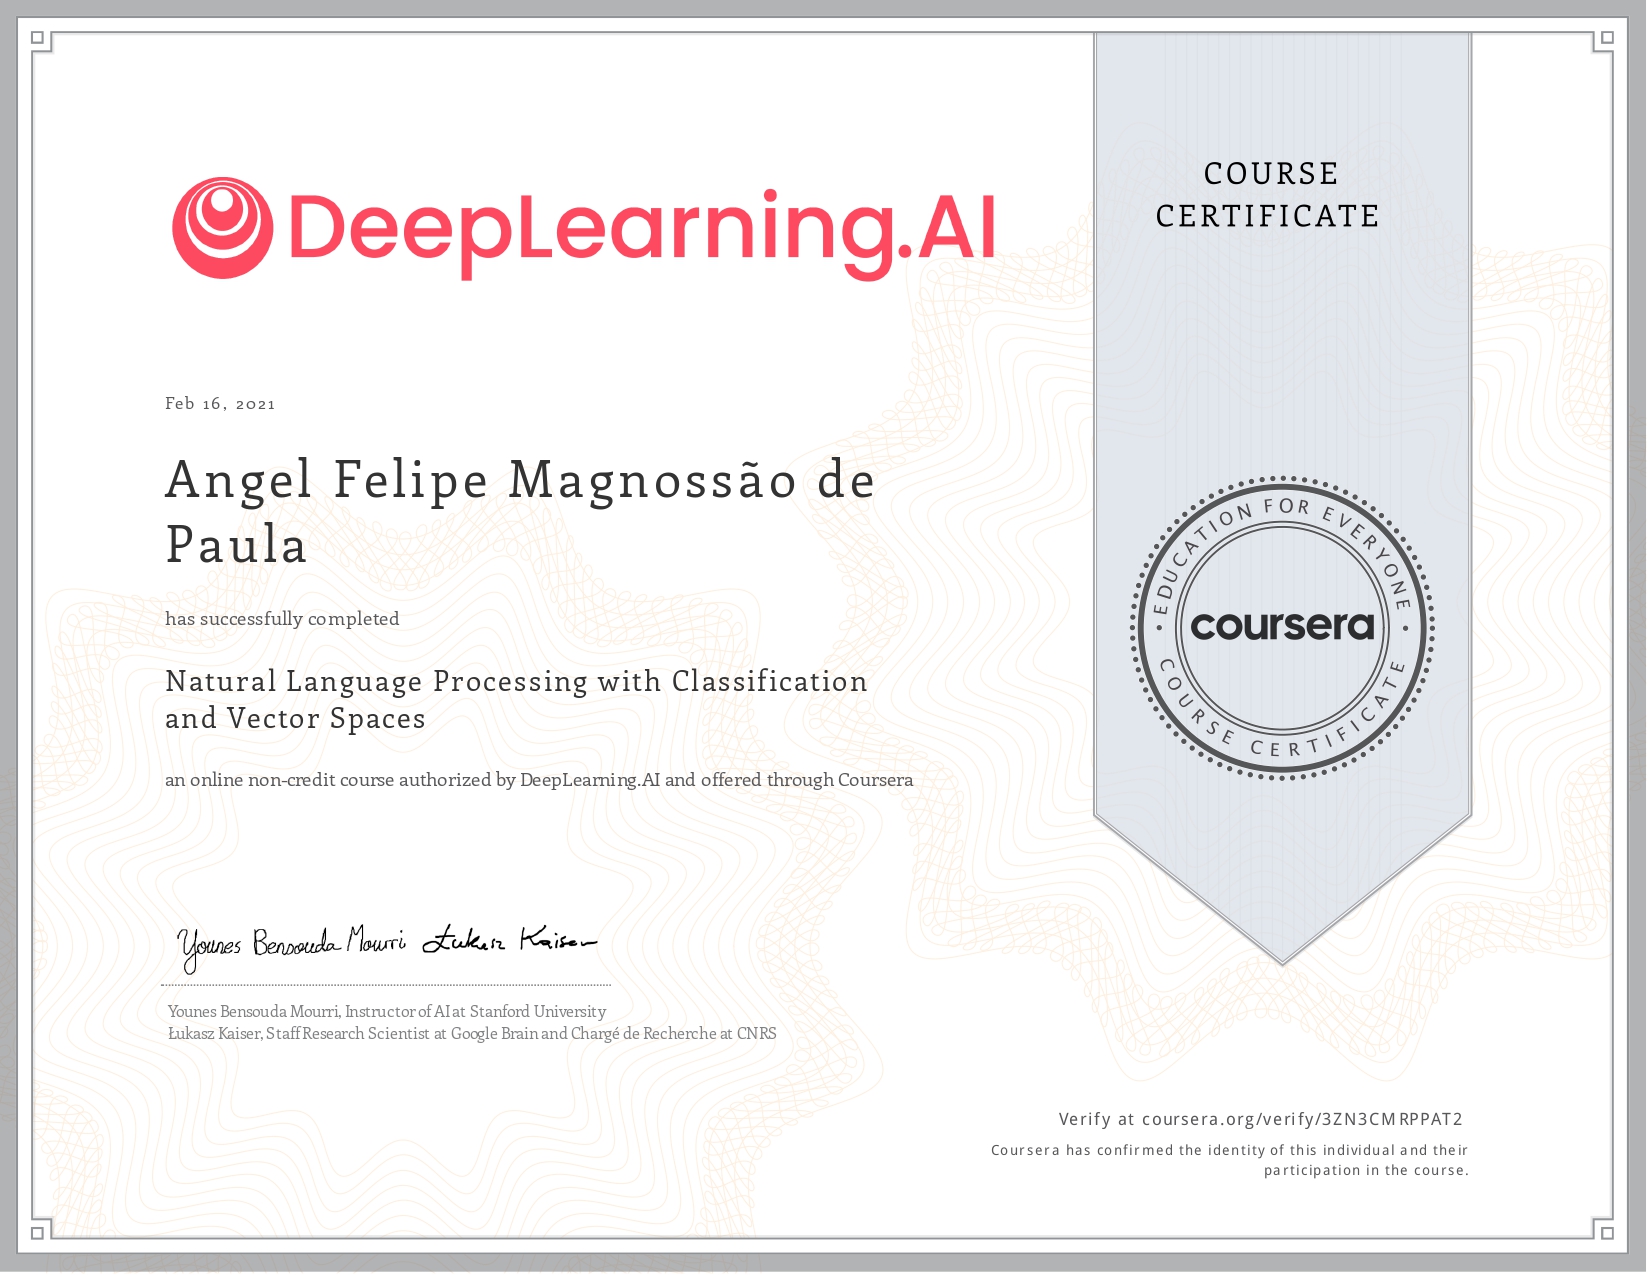 DeepLearning.AI
COURSE
CERTIFICATE
Feb 16, 2021
Angel Felipe Magnossão de
Paula
has successfully completed
Natural Language Processing with Classification
and Vector Spaces
an online non-credit course authorized by DeepLearning.AI and offered through Coursera
EDUCATION FOR EVERYONE
coursera
COURSE CERTIFICATE
Younes Bensouda Mourri Łukasz Kaiser
Younes Bensouda Mourri, Instructor of AI at Stanford University
Łukasz Kaiser, Staff Research Scientist at Google Brain and Chargé de Recherche at CNRS
Verify at coursera.org/verify/3ZN3CMRPPAT2
Coursera has confirmed the identity of this individual and their
participation in the course.